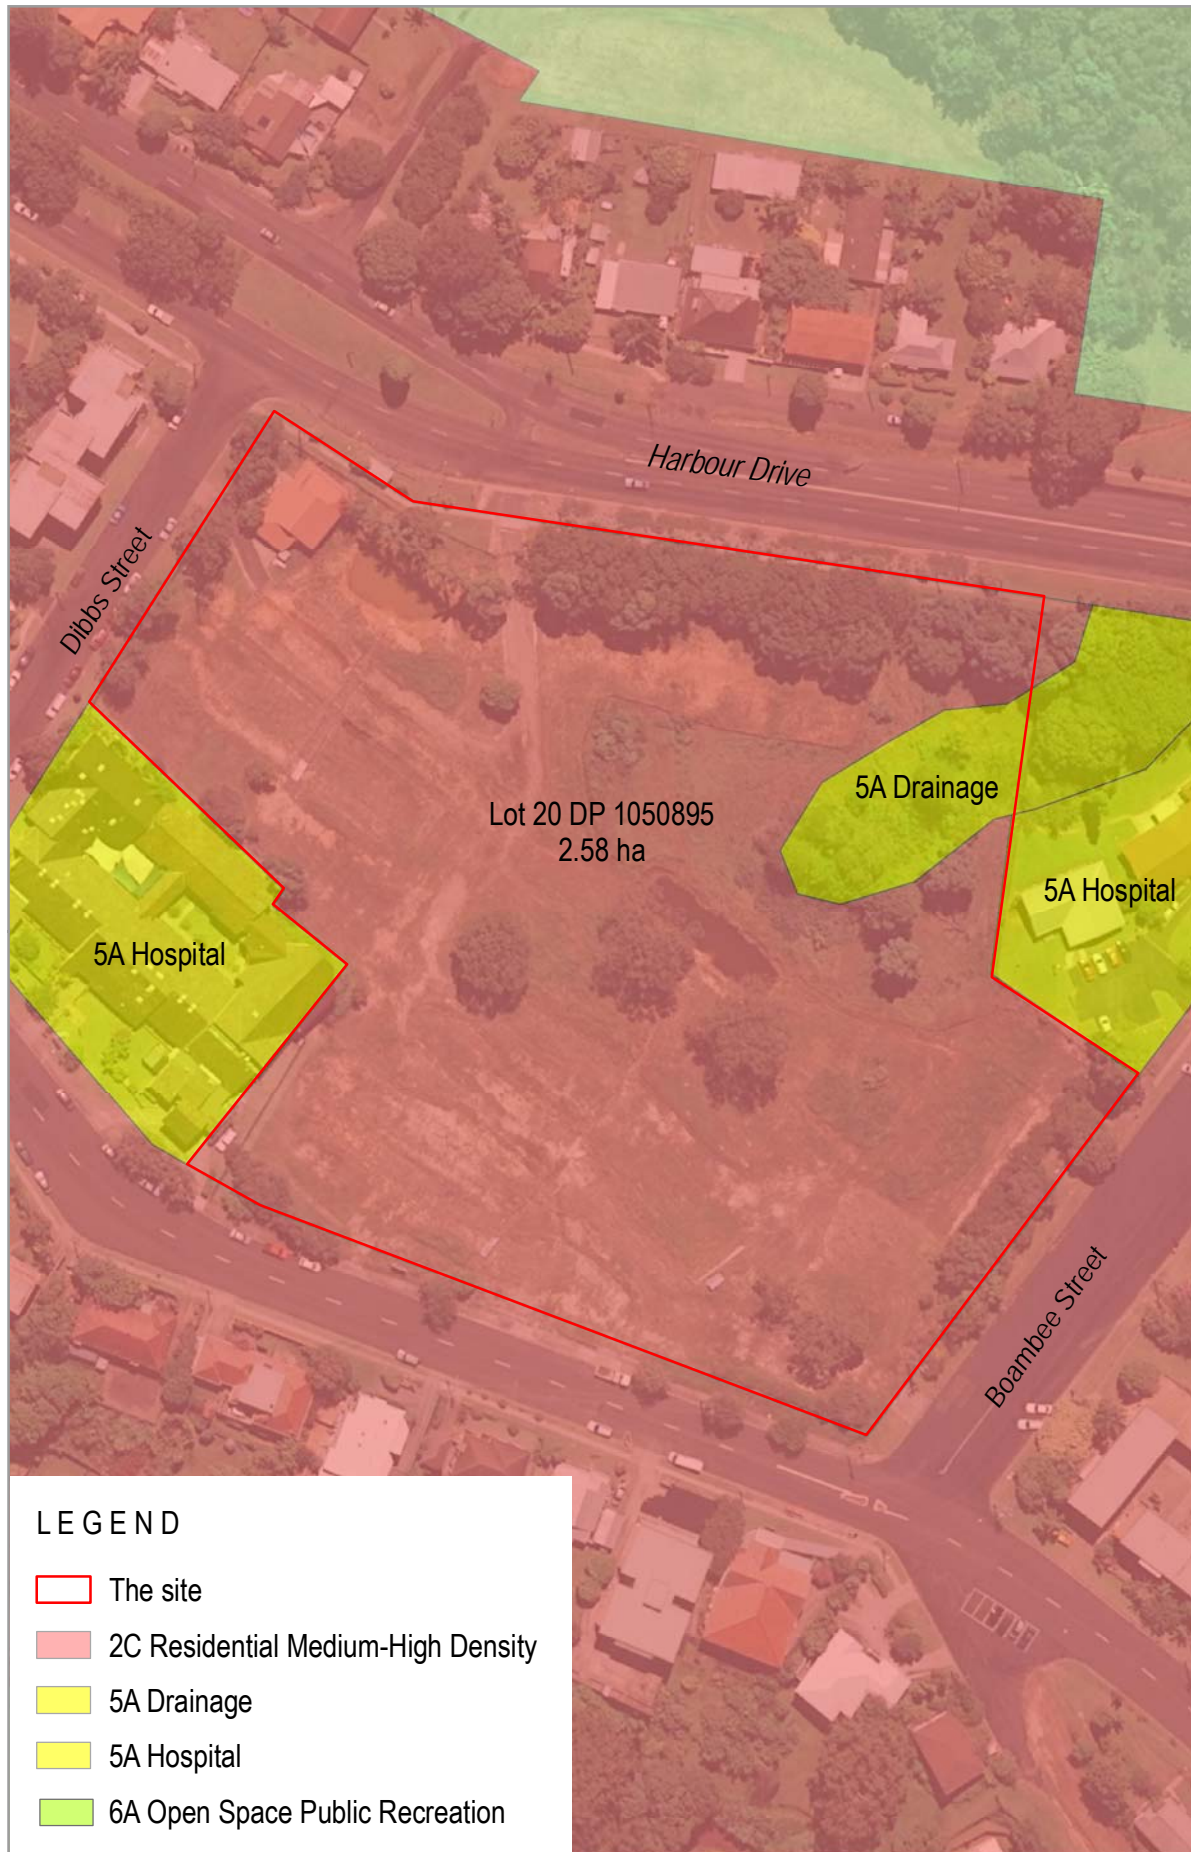 Harbour Drive
Dibbs Street
5A Drainage
Lot 20 DP 1050895
2.58 ha
5A Hospital
5A Hospital
Boambee Street
LEGEND
The site
2C Residential Medium-High Density
5A Drainage
5A Hospital
6A Open Space Public Recreation